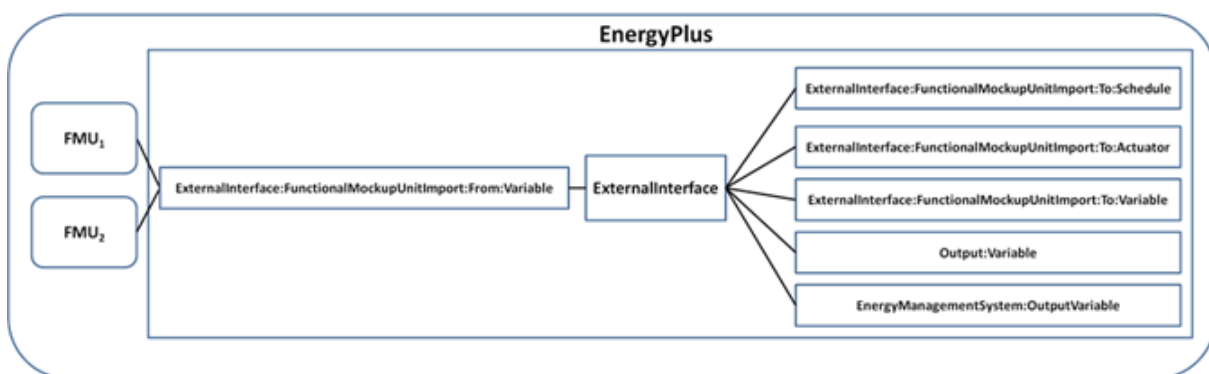 EnergyPlus
FMU1
FMU2
ExternalInterface:FunctionalMockupUnitImport:From:Variable
ExternalInterface
ExternalInterface:FunctionalMockupUnitImport:To:Schedule
ExternalInterface:FunctionalMockupUnitImport:To:Actuator
ExternalInterface:FunctionalMockupUnitImport:To:Variable
Output:Variable
EnergyManagementSystem:OutputVariable